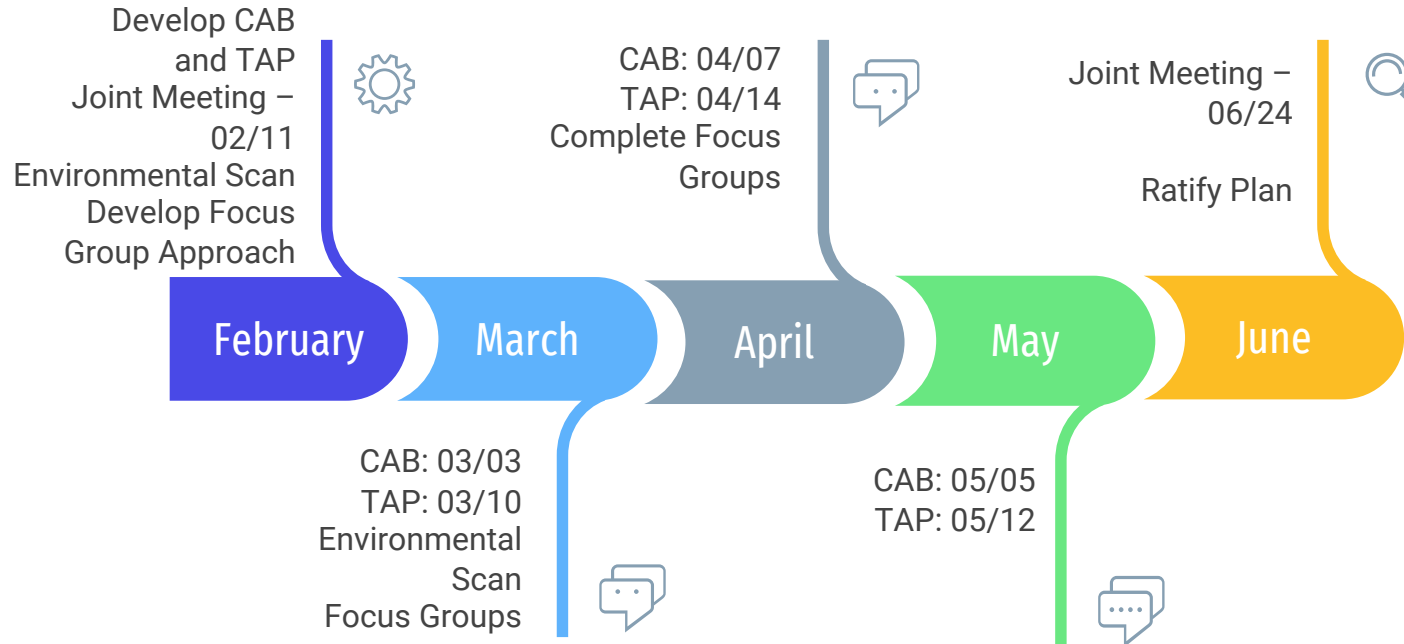 Develop CAB
and TAP
Joint Meeting –
02/11
Environmental Scan
Develop Focus
Group Approach
February
CAB: 03/03
TAP: 03/10
Environmental
Scan
Focus Groups
March
CAB: 04/07
TAP: 04/14
Complete Focus
Groups
April
CAB: 05/05
TAP: 05/12
May
Joint Meeting –
06/24
Ratify Plan
June